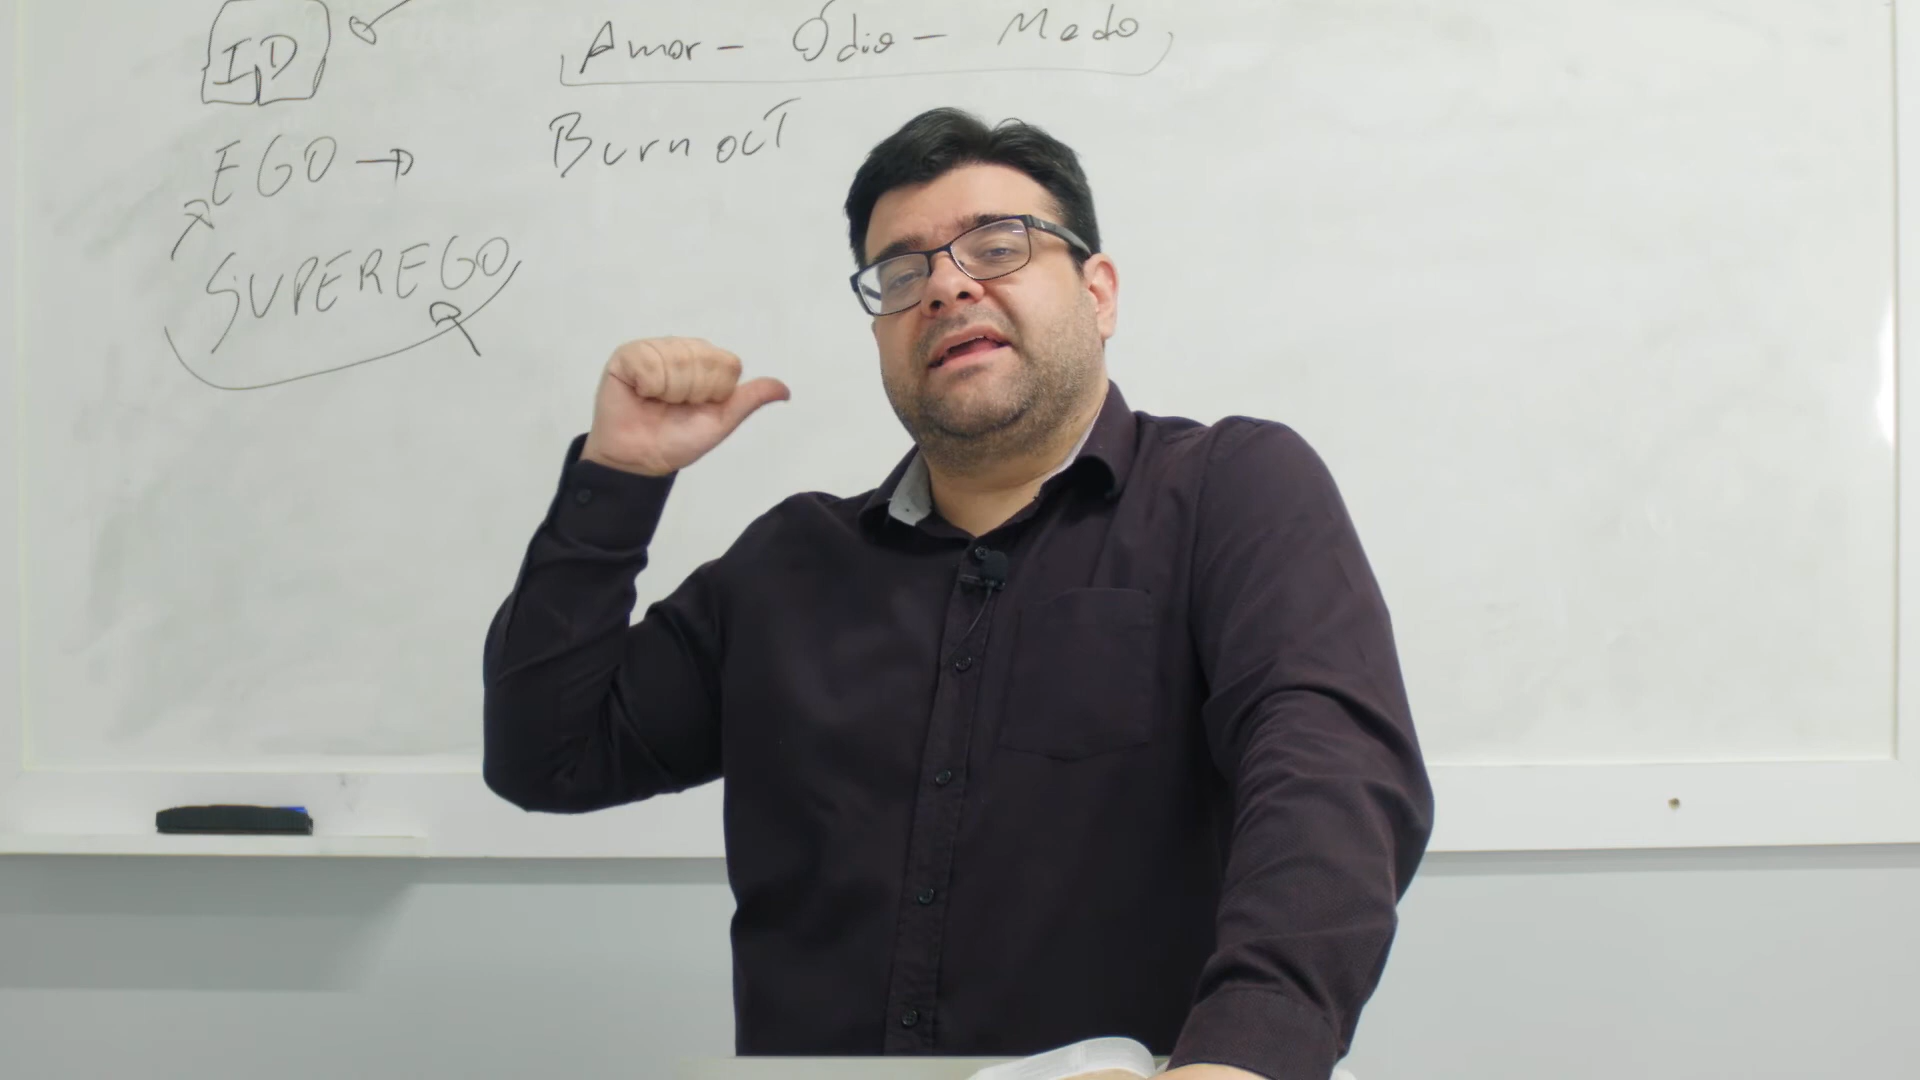 ID
Amor - Ódio - Medo
EGO →
Burnout
SUPEREGO